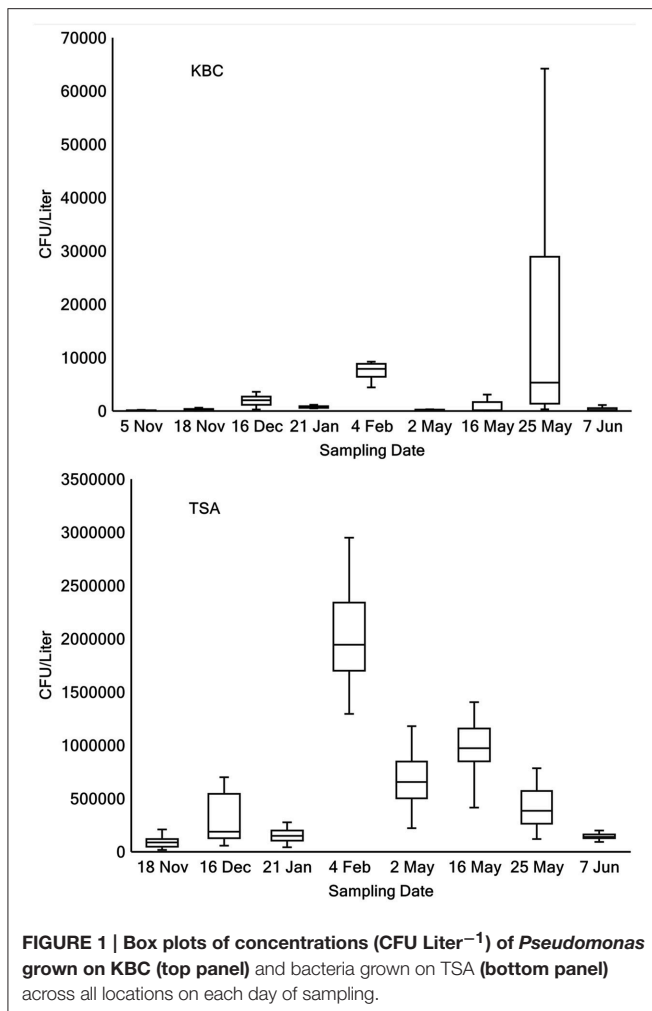 70000
KBC
60000
50000
40000
30000
20000
10000
0
CFU/Liter
5 Nov 18 Nov 16 Dec 21 Jan 4 Feb 2 May 16 May 25 May 7 Jun
Sampling Date
3500000
TSA
3000000
2500000
2000000
1500000
1000000
500000
0
CFU/Liter
18 Nov 16 Dec 21 Jan 4 Feb 2 May 16 May 25 May 7 Jun
Sampling Date
FIGURE 1 | Box plots of concentrations (CFU Liter−1) of Pseudomonas
grown on KBC (top panel) and bacteria grown on TSA (bottom panel)
across all locations on each day of sampling.